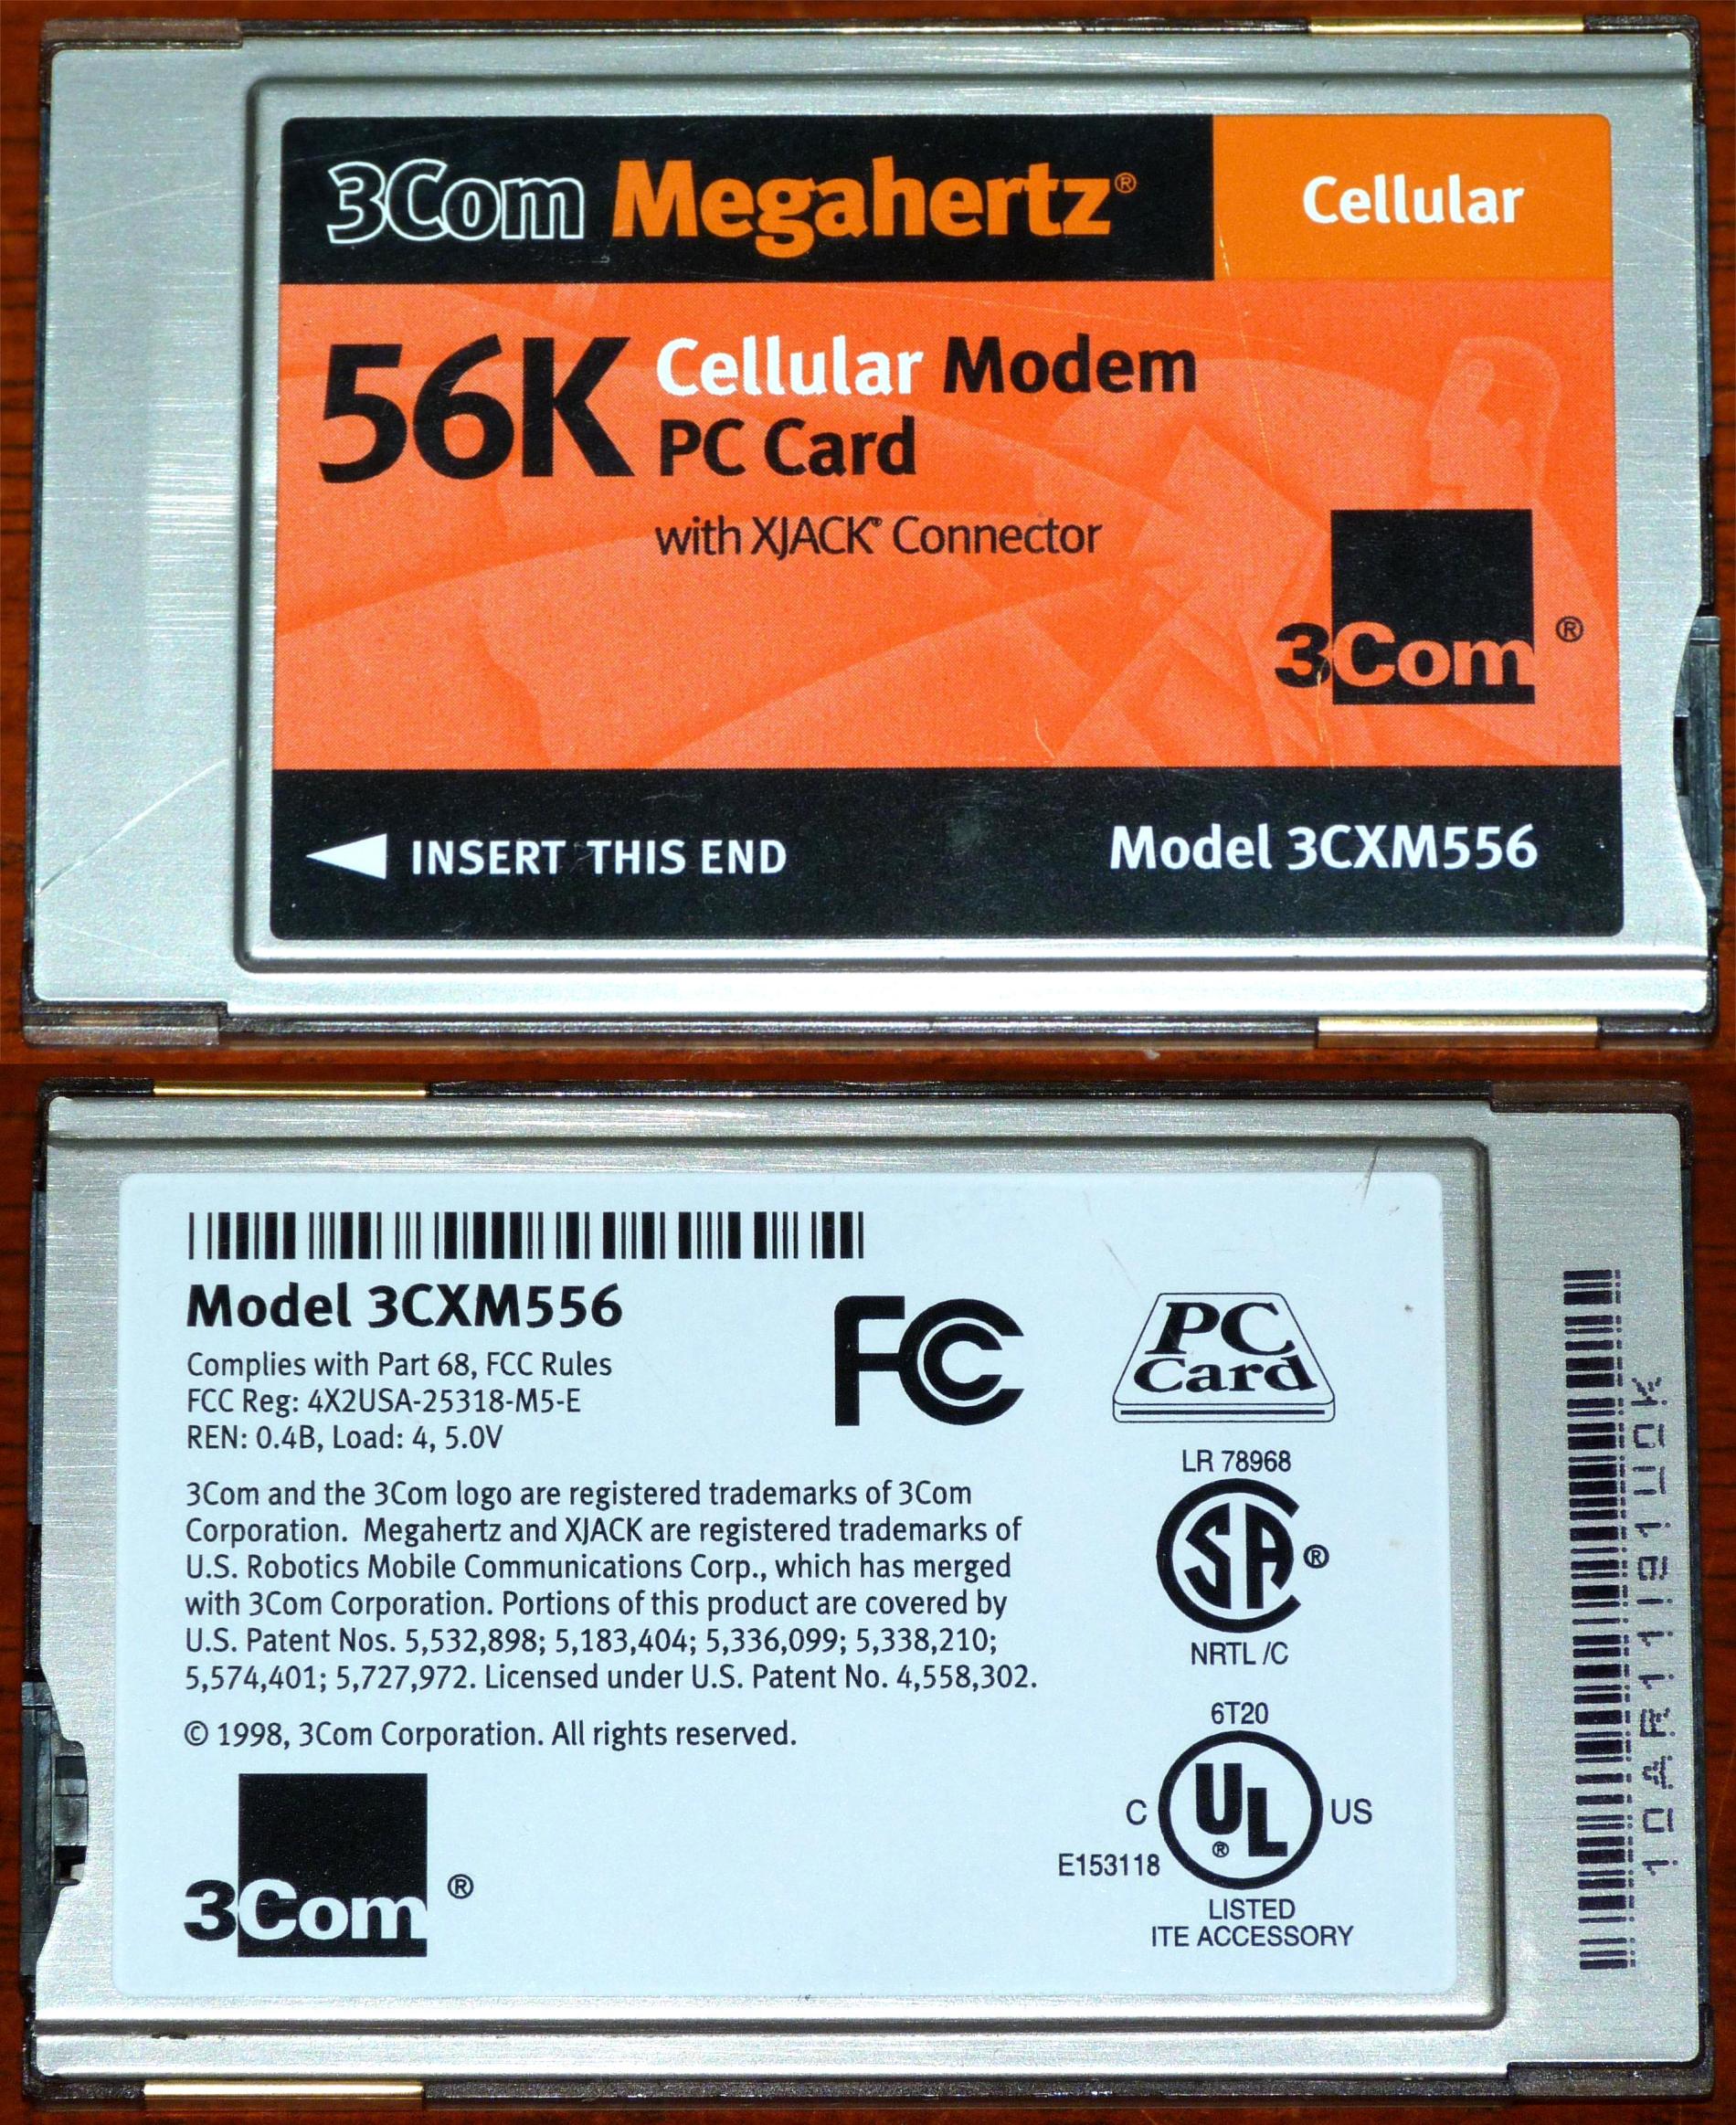 3Com Megahertz® Cellular
56K Cellular Modem
PC Card
with XJACK® Connector
3Com ®
INSERT THIS END Model 3CXM556
Model 3CXM556
Complies with Part 68, FCC Rules
FCC Reg: 4X2USA-25318-M5-E
REN: 0.4B, Load: 4, 5.0V
FC
PC
Card
3Com and the 3Com logo are registered trademarks of 3Com
Corporation. Megahertz and XJACK are registered trademarks of
U.S. Robotics Mobile Communications Corp., which has merged
with 3Com Corporation. Portions of this product are covered by
U.S. Patent Nos. 5,532,898; 5,183,404; 5,336,099; 5,338,210;
5,574,401; 5,727,972. Licensed under U.S. Patent No. 4,558,302.
© 1998, 3Com Corporation. All rights reserved.
3Com ®
LR 78968
SA ®
NRTL /C
6T20
C UL ® US
E153118
LISTED
ITE ACCESSORY